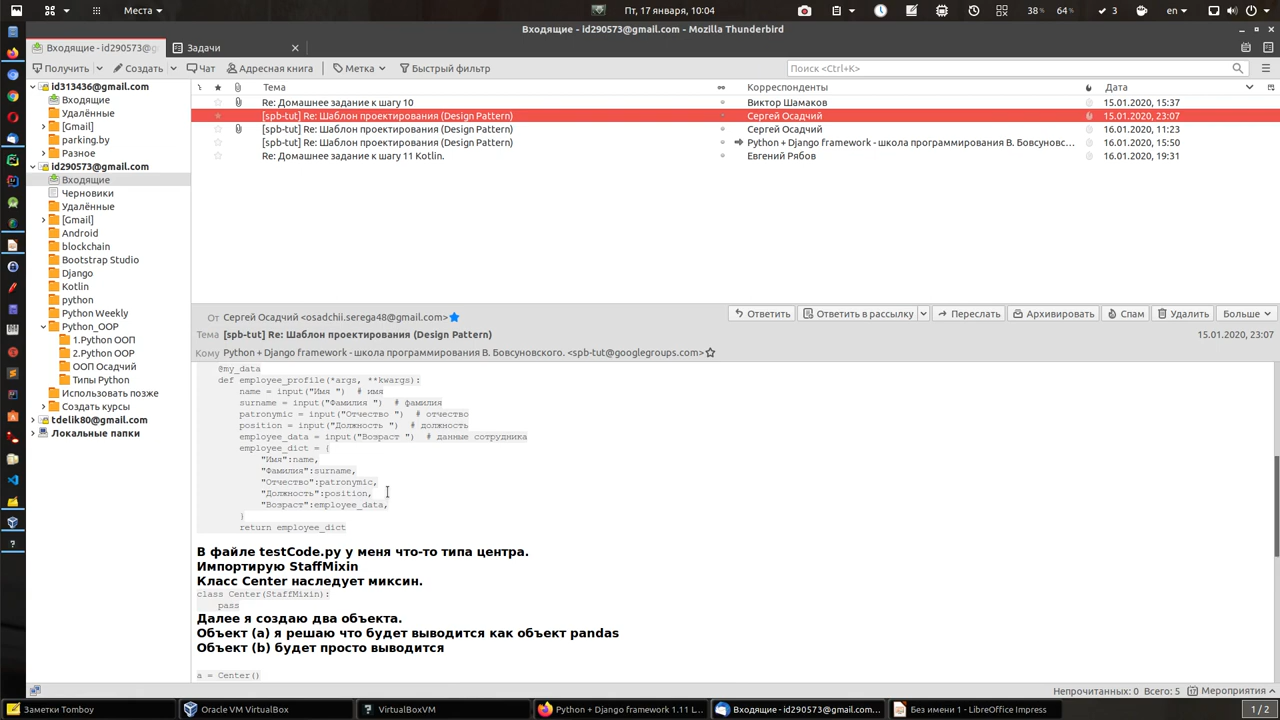 Места
Пт, 17 января, 10:04
38%
64%
3
en
Входящие - id290573@gmail.com - Mozilla Thunderbird
Входящие - id290573@g
Задачи
Получить
Создать
Чат
Адресная книга
Метка
Быстрый фильтр
Поиск <Ctrl+K>
id313436@gmail.com
Входящие
Удалённые
[Gmail]
parking.by
Разное
id290573@gmail.com
Входящие
Черновики
Удалённые
[Gmail]
Android
blockchain
Bootstrap Studio
Django
Kotlin
python
Python Weekly
Python_OOP
1.Python ООП
2.Python OOP
ООП Осадчий
Типы Python
Использовать позже
Создать курсы
tdelik80@gmail.com
Локальные папки
Тема
Корреспонденты
Дата
Re: Домашнее задание к шагу 10
Виктор Шамаков
15.01.2020, 15:37
[spb-tut] Re: Шаблон проектирования (Design Pattern)
Сергей Осадчий
15.01.2020, 23:07
[spb-tut] Re: Шаблон проектирования (Design Pattern)
Сергей Осадчий
16.01.2020, 11:23
[spb-tut] Re: Шаблон проектирования (Design Pattern)
Python + Django framework - школа программирования В. Бовсуновс...
16.01.2020, 15:50
Re: Домашнее задание к шагу 11 Kotlin.
Евгений Рябов
16.01.2020, 19:31
От Сергей Осадчий <osadchii.serega48@gmail.com>
Ответить
Ответить в рассылку
Переслать
Архивировать
Спам
Удалить
Больше
Тема [spb-tut] Re: Шаблон проектирования (Design Pattern)
15.01.2020, 23:07
Кому Python + Django framework - школа программирования В. Бовсуновского. <spb-tut@googlegroups.com>
@my_data
def employee_profile(*args, **kwargs):
name = input("Имя ")  # имя
surname = input("Фамилия ")  # фамилия
patronymic = input("Отчество ")  # отчество
position = input("Должность ")  # должность
employee_data = input("Возраст ")  # данные сотрудника
employee_dict = {
"Имя":name,
"Фамилия":surname,
"Отчество":patronymic,
"Должность":position,
"Возраст":employee_data,
}
return employee_dict
В файле testCode.py у меня что-то типа центра.
Импортирую StaffMixin
Класс Center наследует миксин.
class Center(StaffMixin):
pass
Далее я создаю два объекта.
Объект (a) я решаю что будет выводится как объект pandas
Объект (b) будет просто выводится
a = Center()
Непрочитанных: 0
Всего: 5
Мероприятия
Заметки Tomboy
Oracle VM VirtualBox
VirtualBoxVM
Python + Django framework 1.11 L...
Входящие - id290573@gmail.com...
Без имени 1 - LibreOffice Impress
1/2